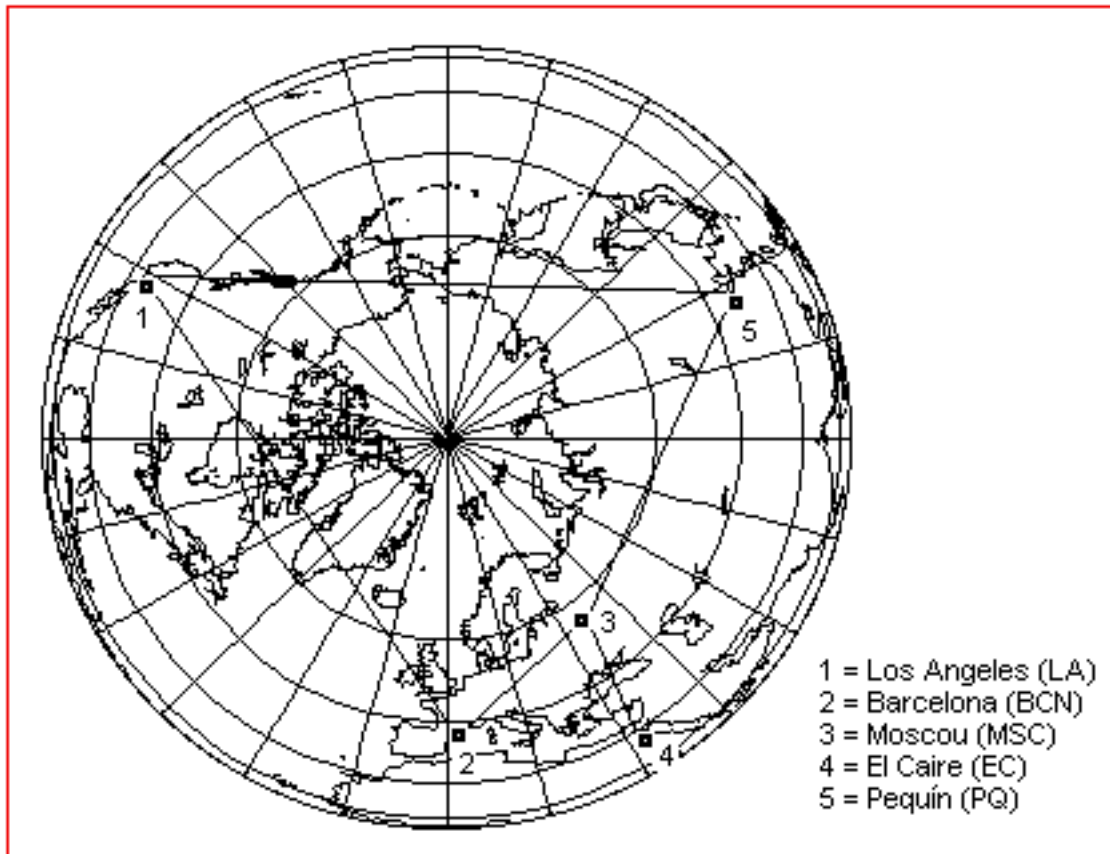 1
5
3
2
4
1 = Los Angeles (LA)
2 = Barcelona (BCN)
3 = Moscou (MSC)
4 = El Caire (EC)
5 = Pequín (PQ)